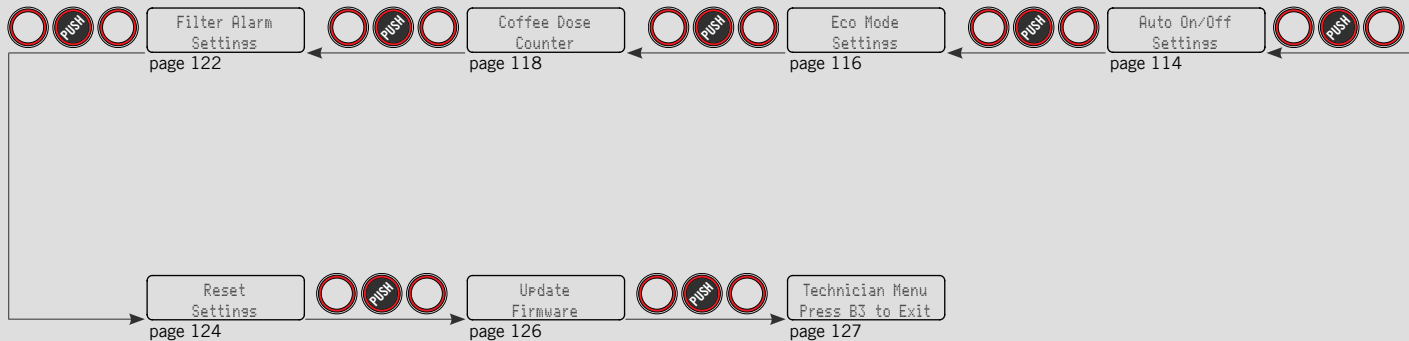 PUSH
Filter Alarm
Settings
page 122
PUSH
Coffee Dose
Counter
page 118
PUSH
Eco Mode
Settings
page 116
PUSH
Auto On/Off
Settings
page 114
PUSH
Reset
Settings
page 124
PUSH
Update
Firmware
page 126
PUSH
Technician Menu
Press B3 to Exit
page 127